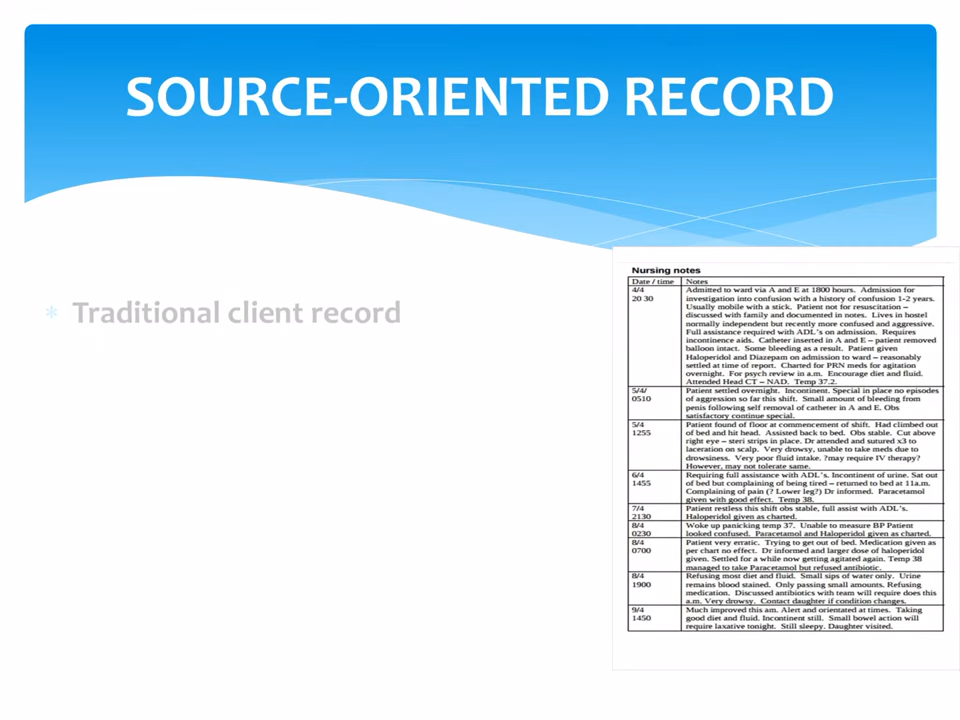 SOURCE-ORIENTED RECORD
Traditional client record
Nursing notes
Date / time Notes
4/4 Admitted to ward via A and E at 1800 hours. Admission for
20 30 investigation into confusion with a history of confusion 1-2 years.
Usually mobile with a stick. Patient not for resuscitation –
discussed with family and documented in notes. Lives in hostel
normally independent but recently more confused and aggressive.
Full assistance required with ADL's on admission. Requires
incontinence aids. Catheter inserted in A and E – patient removed
balloon intact. Some bleeding as a result. Patient given
Haloperidol and Diazepam on admission to ward – reasonably
settled at time of report. Charted for PRN meds for agitation
overnight. For psych review in a.m. Encourage diet and fluid.
Attended Head CT – NAD. Temp 37.2.
5/4/ Patient settled overnight. Incontinent. Special in place no episodes
0510 of aggression so far this shift. Small amount of bleeding from
penis following self removal of catheter in A and E. Obs
satisfactory continue special.
5/4 Patient found of floor at commencement of shift. Had climbed out
1255 of bed and hit head. Assisted back to bed. Obs stable. Cut above
right eye – steri strips in place. Dr attended and sutured x3 to
laceration on scalp. Very drowsy, unable to take meds due to
drowsiness. Very poor fluid intake. ?may require IV therapy?
However, may not tolerate same.
6/4 Requiring full assistance with ADL's. Incontinent of urine. Sat out
1455 of bed but complaining of being tired – returned to bed at 11a.m.
Complaining of pain (? Lower leg?) Dr informed. Paracetamol
given with good effect. Temp 38.
7/4 Patient restless this shift obs stable, full assist with ADL's.
2130 Haloperidol given as charted.
8/4 Woke up panicking temp 37. Unable to measure BP Patient
0230 looked confused. Paracetamol and Haloperidol given as charted.
8/4 Patient very erratic. Trying to get out of bed. Medication given as
0700 per chart no effect. Dr informed and larger dose of haloperidol
given. Settled for a while now getting agitated again. Temp 38
managed to take Paracetamol but refused antibiotic.
8/4 Refusing most diet and fluid. Small sips of water only. Urine
1900 remains blood stained. Only passing small amounts. Refusing
medication. Discussed antibiotics with team will require does this
a.m. Very drowsy. Contact daughter if condition changes.
9/4 Much improved this am. Alert and orientated at times. Taking
1450 good diet and fluid. Incontinent still. Small bowel action will
require laxative tonight. Still sleepy. Daughter visited.